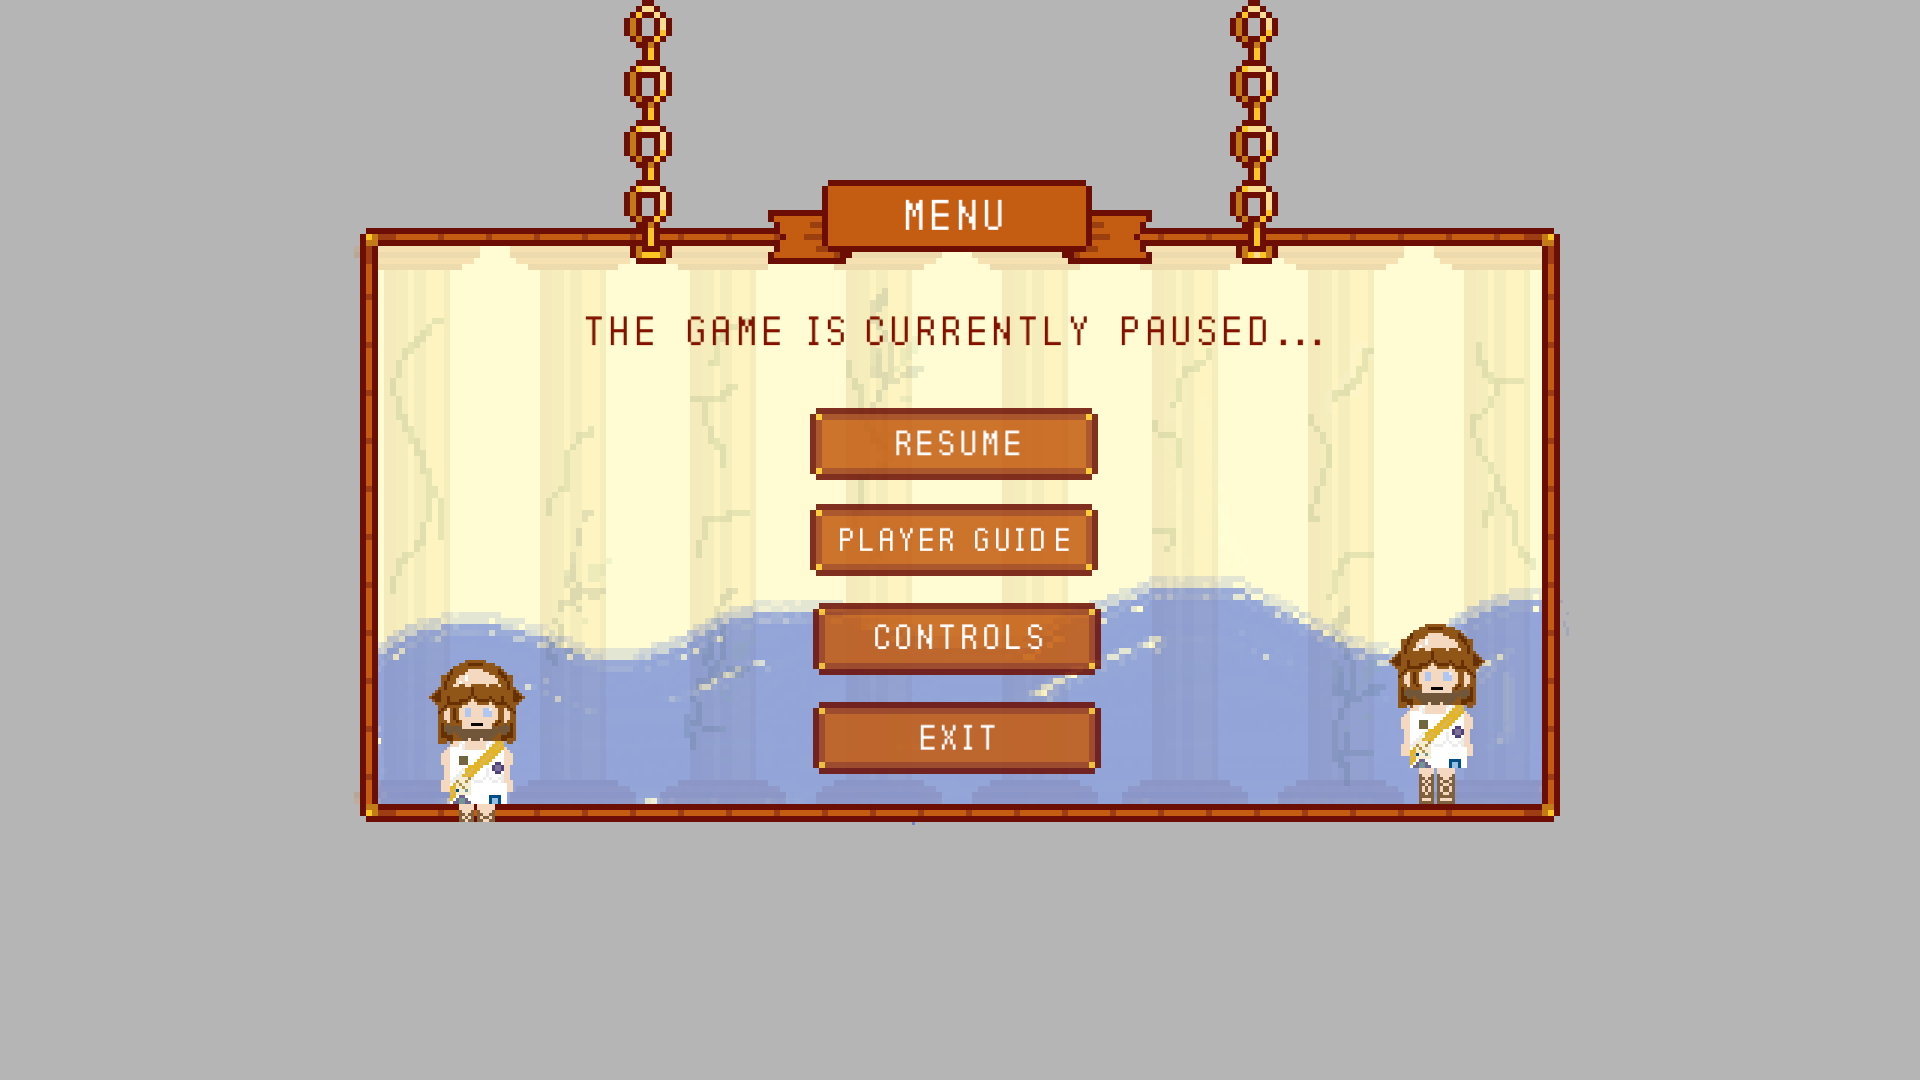 MENU
THE GAME IS CURRENTLY PAUSED...
RESUME
PLAYER GUIDE
CONTROLS
EXIT